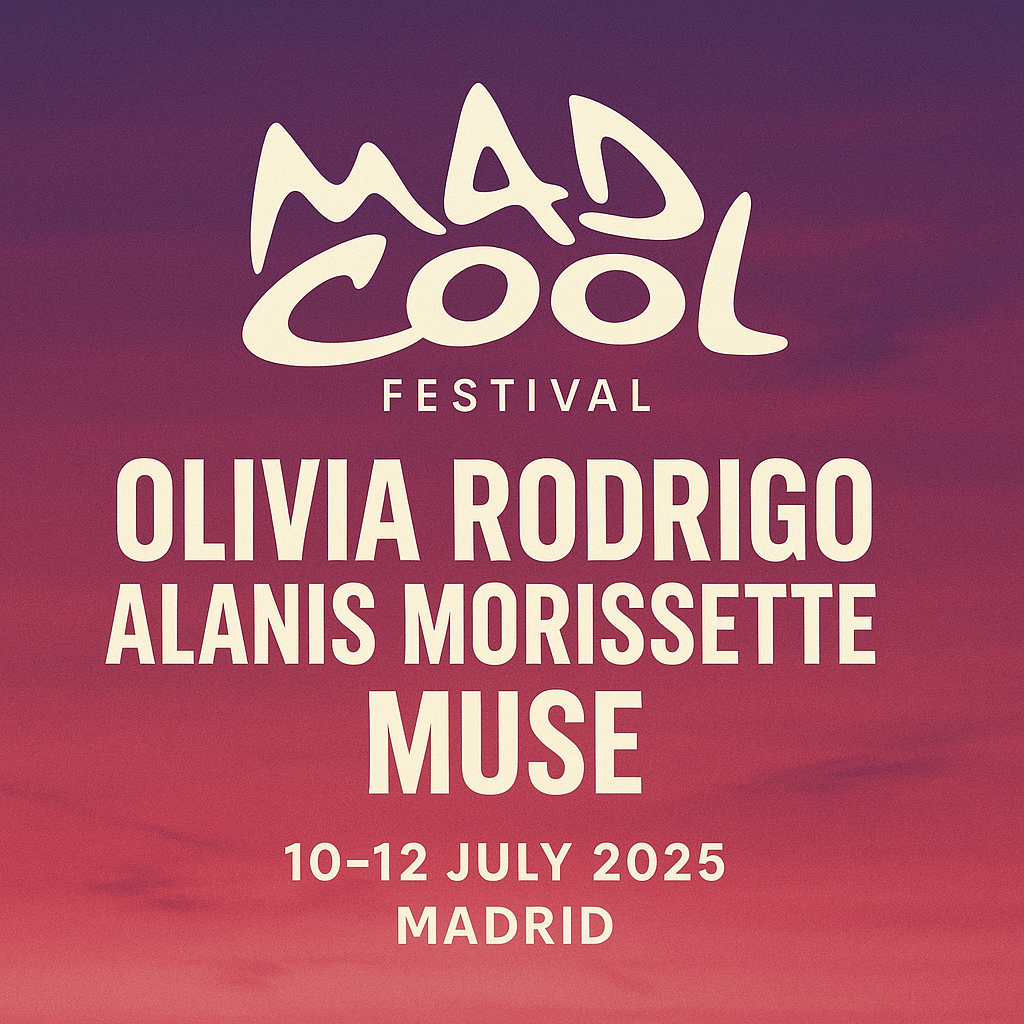 MAD
COOL
FESTIVAL
OLIVIA RODRIGO
ALANIS MORISSETTE
MUSE
10–12 JULY 2025
MADRID